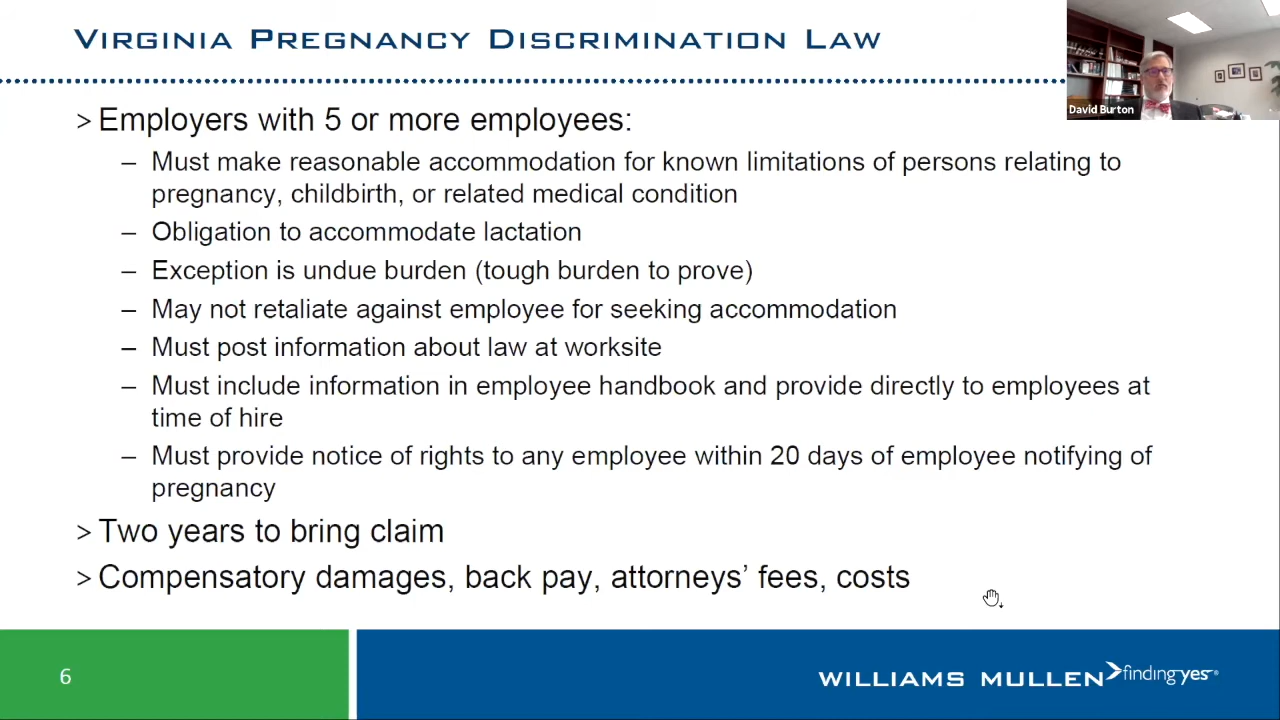 VIRGINIA PREGNANCY DISCRIMINATION LAW
David Burton
> Employers with 5 or more employees:
– Must make reasonable accommodation for known limitations of persons relating to
pregnancy, childbirth, or related medical condition
– Obligation to accommodate lactation
– Exception is undue burden (tough burden to prove)
– May not retaliate against employee for seeking accommodation
– Must post information about law at worksite
– Must include information in employee handbook and provide directly to employees at
time of hire
– Must provide notice of rights to any employee within 20 days of employee notifying of
pregnancy
> Two years to bring claim
> Compensatory damages, back pay, attorneys’ fees, costs
6
WILLIAMS MULLEN findingyes®